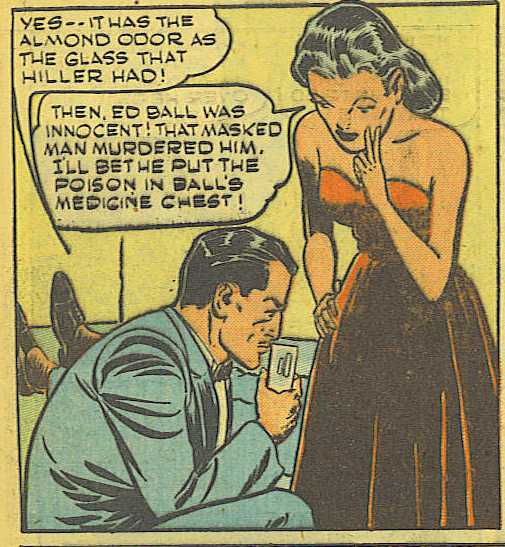 YES--IT HAS THE
ALMOND ODOR AS
THE GLASS THAT
HILLER HAD!
THEN, ED BALL WAS
INNOCENT! THAT MASKED
MAN MURDERED HIM.
I'LL BET HE PUT THE
POISON IN BALL'S
MEDICINE CHEST!